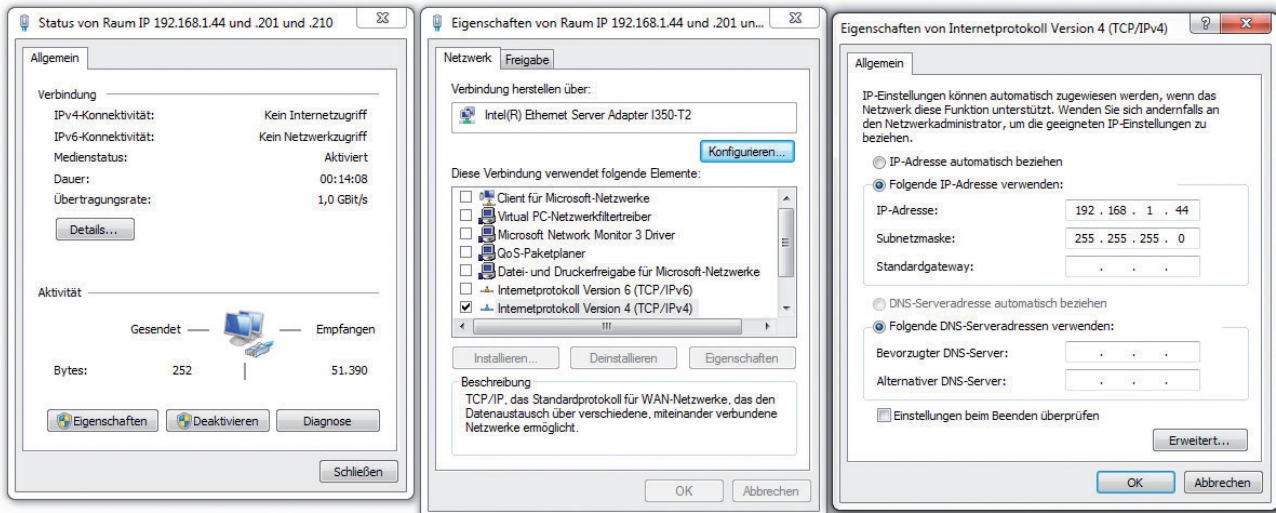 Status von Raum IP 192.168.1.44 und .201 und .210
Allgemein
Verbindung
IPv4-Konnektivität: Kein Internetzugriff
IPv6-Konnektivität: Kein Netzwerkzugriff
Medienstatus: Aktiviert
Dauer: 00:14:08
Übertragungsrate: 1,0 GBit/s
Details...
Aktivität
Gesendet Empfangen
Bytes: 252 51.390
Eigenschaften Deaktivieren Diagnose
Schließen
Eigenschaften von Raum IP 192.168.1.44 und .201 un...
Netzwerk Freigabe
Verbindung herstellen über:
Intel(R) Ethernet Server Adapter I350-T2
Konfigurieren...
Diese Verbindung verwendet folgende Elemente:
Client für Microsoft-Netzwerke
Virtual PC-Netzwerkfiltertreiber
Microsoft Network Monitor 3 Driver
QoS-Paketplaner
Datei- und Druckerfreigabe für Microsoft-Netzwerke
Internetprotokoll Version 6 (TCP/IPv6)
Internetprotokoll Version 4 (TCP/IPv4)
Installieren... Deinstallieren Eigenschaften
Beschreibung
TCP/IP, das Standardprotokoll für WAN-Netzwerke, das den
Datenaustausch über verschiedene, miteinander verbundene
Netzwerke ermöglicht.
OK Abbrechen
Eigenschaften von Internetprotokoll Version 4 (TCP/IPv4)
Allgemein
IP-Einstellungen können automatisch zugewiesen werden, wenn das
Netzwerk diese Funktion unterstützt. Wenden Sie sich andernfalls an
den Netzwerkadministrator, um die geeigneten IP-Einstellungen zu
beziehen.
IP-Adresse automatisch beziehen
Folgende IP-Adresse verwenden:
IP-Adresse: 192 . 168 . 1 . 44
Subnetzmaske: 255 . 255 . 255 . 0
Standardgateway: . . .
DNS-Serveradresse automatisch beziehen
Folgende DNS-Serveradressen verwenden:
Bevorzugter DNS-Server: . . .
Alternativer DNS-Server: . . .
Einstellungen beim Beenden überprüfen
Erweitert...
OK Abbrechen